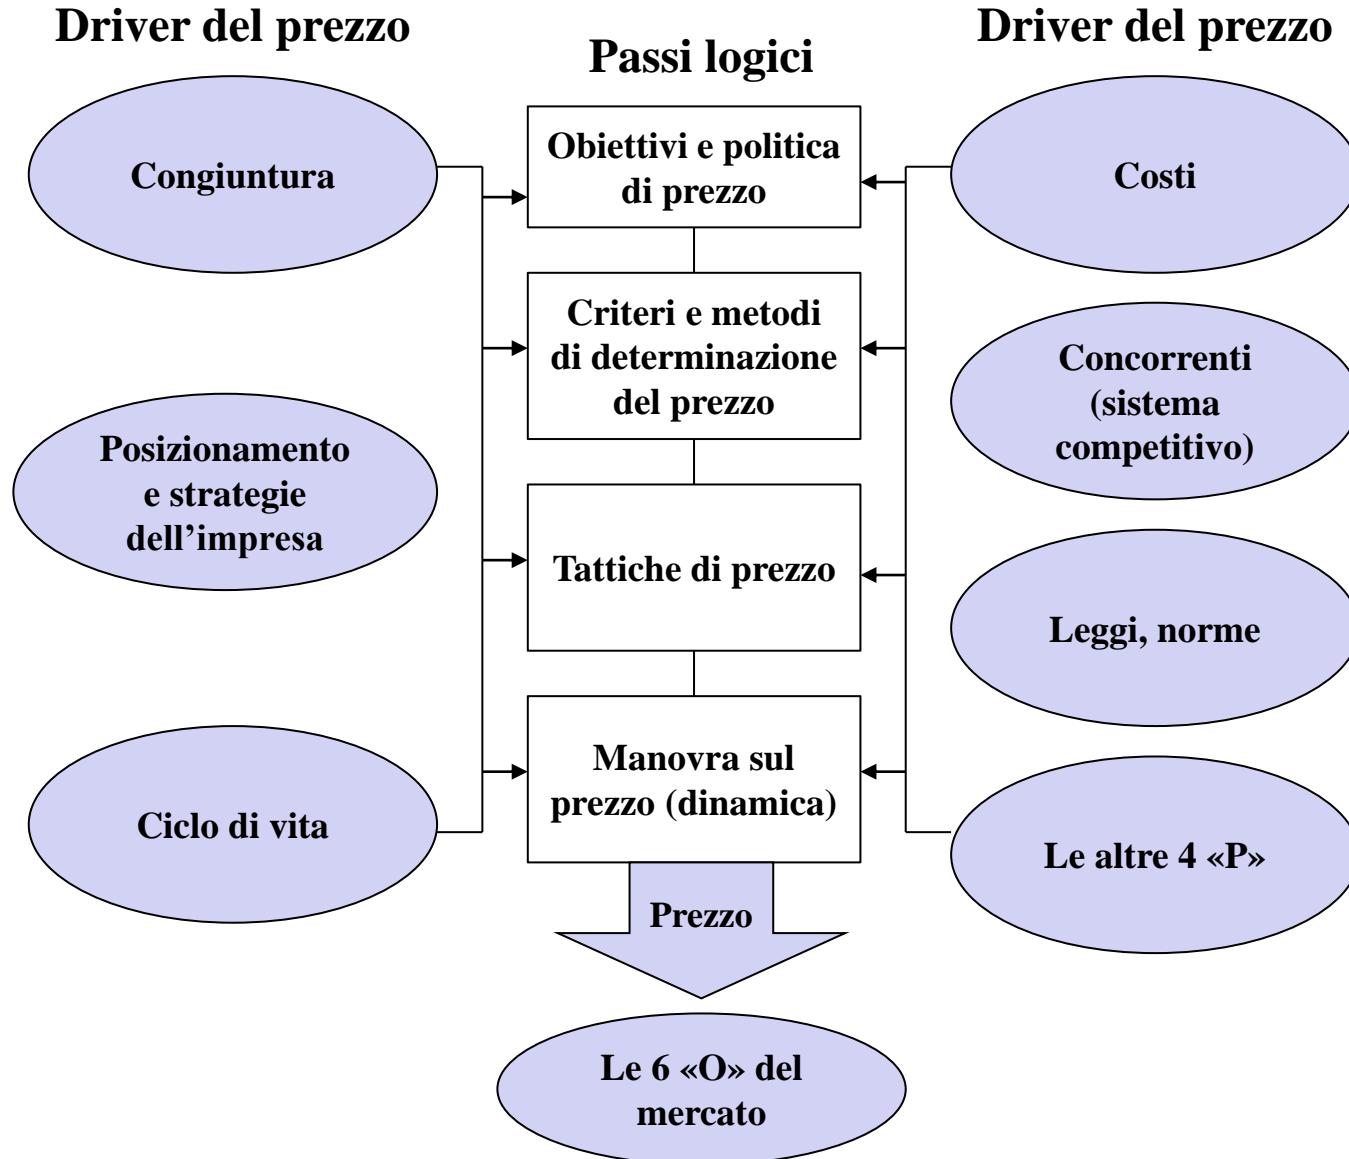 Driver del prezzo
Passi logici
Driver del prezzo
Congiuntura
Posizionamento
e strategie
dell’impresa
Ciclo di vita
Obiettivi e politica
di prezzo
Criteri e metodi
di determinazione
del prezzo
Tattiche di prezzo
Manovra sul
prezzo (dinamica)
Prezzo
Le 6 «O» del
mercato
Costi
Concorrenti
(sistema
competitivo)
Leggi, norme
Le altre 4 «P»